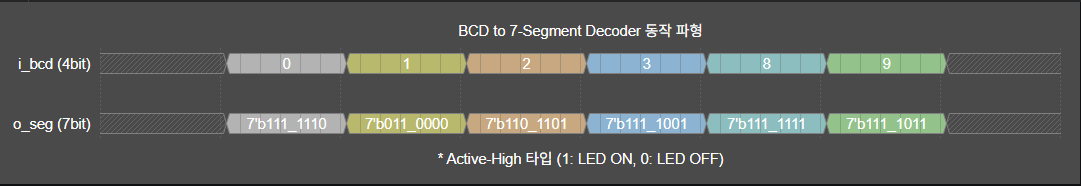 BCD to 7-Segment Decoder 동작 파형
i_bcd (4bit) 0 1 2 3 8 9
o_seg (7bit) 7'b111_1110 7'b011_0000 7'b110_1101 7'b111_1001 7'b111_1111 7'b111_1011
* Active-High 타입 (1: LED ON, 0: LED OFF)